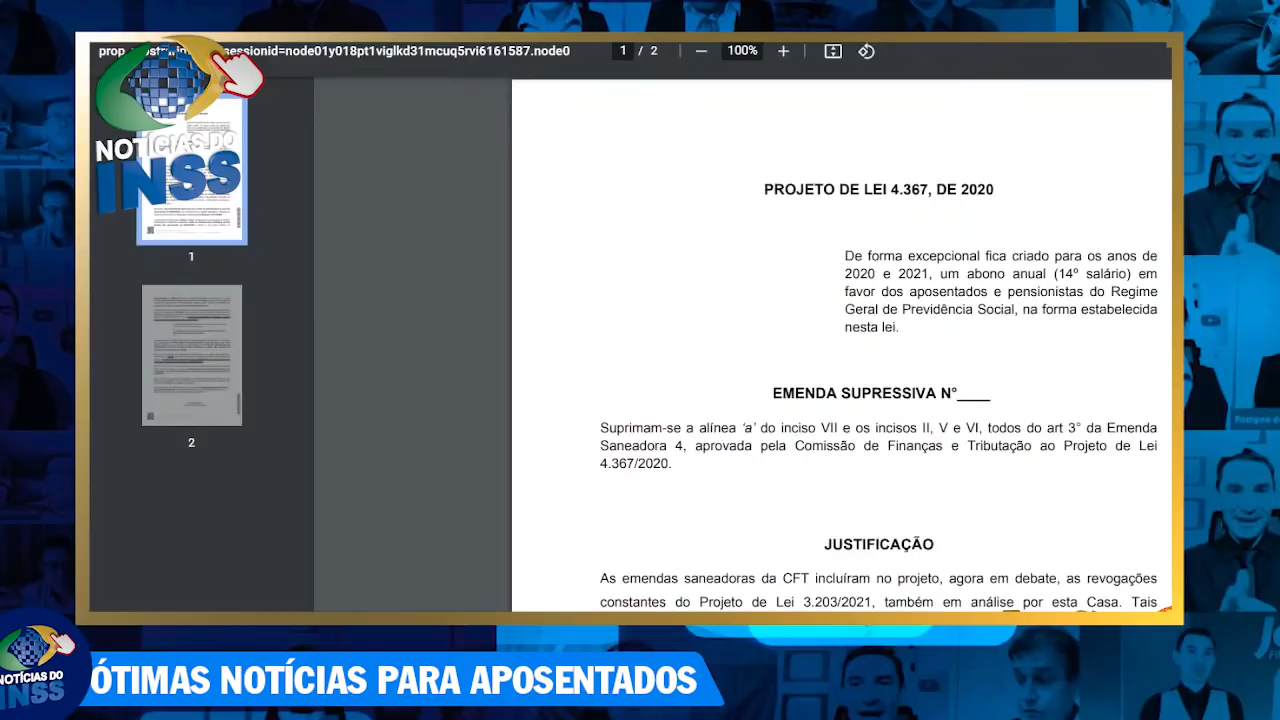 sessionid=node01y018pt1viglkd31mcuq5rvi6161587.node0
1 / 2
100%
NOTÍCIAS DO
INSS
1
2
PROJETO DE LEI 4.367, DE 2020
De forma excepcional fica criado para os anos de
2020 e 2021, um abono anual (14º salário) em
favor dos aposentados e pensionistas do Regime
Geral de Previdência Social, na forma estabelecida
nesta lei.
EMENDA SUPRESSIVA N°____
Suprimam-se a alínea 'a' do inciso VII e os incisos II, V e VI, todos do art 3° da Emenda
Saneadora 4, aprovada pela Comissão de Finanças e Tributação ao Projeto de Lei
4.367/2020.
JUSTIFICAÇÃO
As emendas saneadoras da CFT incluíram no projeto, agora em debate, as revogações
constantes do Projeto de Lei 3.203/2021, também em análise por esta Casa. Tais
NOTÍCIAS DO
INSS
ÓTIMAS NOTÍCIAS PARA APOSENTADOS